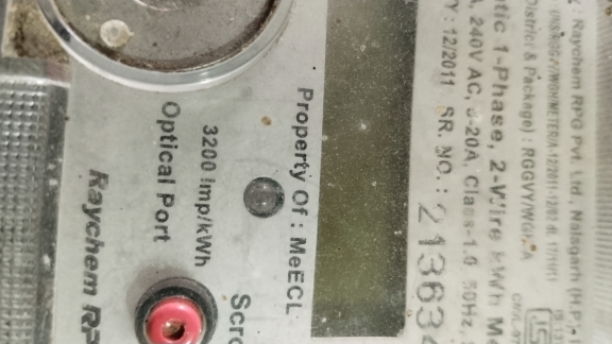 Raychem RPG Pvt. Ltd., Nalagarh (H.P.)
District & Package) : RGGVY/WGH/A
tic 1-Phase, 2-Wire kWh Me
A, 240V AC, 5-20A, Class-1.0 50Hz,
Y : 12/2011 SR. NO. : 213634
Property Of : MeECL
Scro
3200 Imp/kWh
Optical Port
Raychem RP